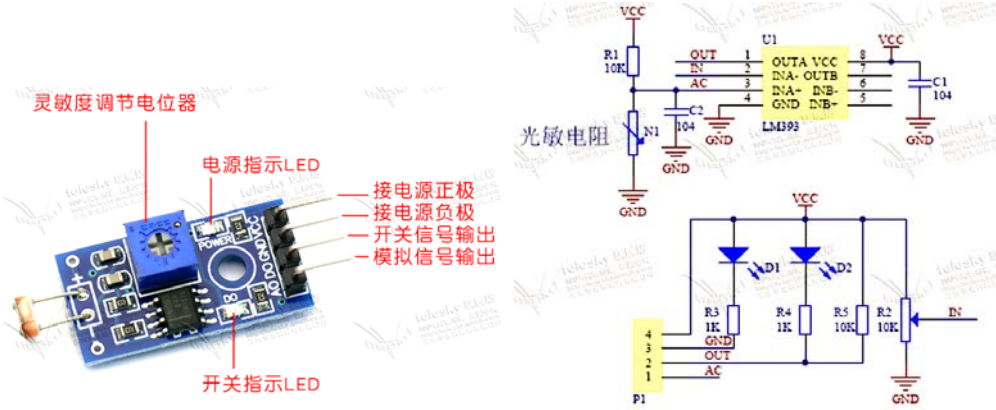 灵敏度调节电位器
电源指示LED
接电源正极
接电源负极
开关信号输出
模拟信号输出
POWER
AO DO GND VCC
+
DO
开关指示LED
VCC
R1
10K
OUT
IN
AC
1
2
3
4
U1
OUTA VCC
INA- OUTB
INA+ INB-
GND INB+
LM393
8
7
6
5
VCC
C1
104
GND
C2
104
GND
GND
光敏电阻
N1
GND
VCC
D1
D2
R3
1K
R4
1K
R5
10K
R2
10K
IN
GND
4
3
2
1
GND
OUT
AC
P1
telesky